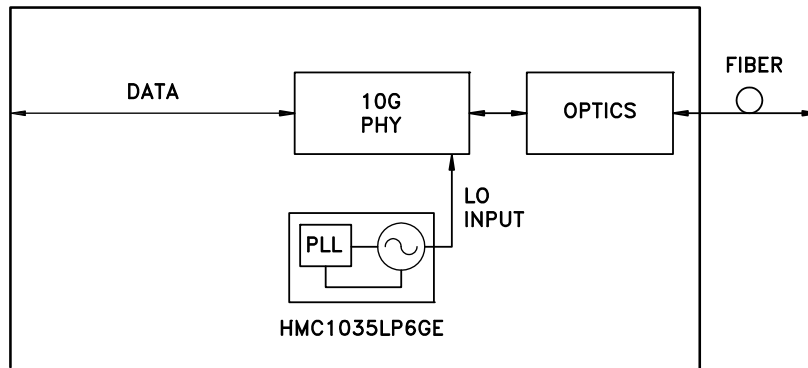 FIBER
DATA
10G
PHY
OPTICS
LO
INPUT
PLL
HMC1035LP6GE